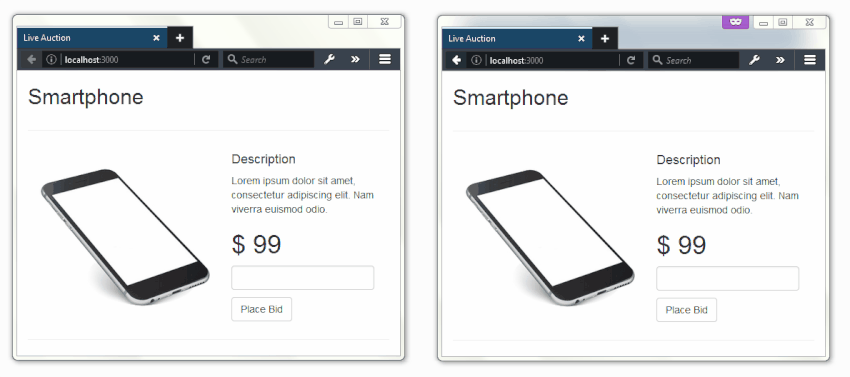 Live Auction
localhost:3000
Search
Smartphone
Description
Lorem ipsum dolor sit amet,
consectetur adipiscing elit. Nam
viverra euismod odio.
$ 99
Place Bid
Live Auction
localhost:3000
Search
Smartphone
Description
Lorem ipsum dolor sit amet,
consectetur adipiscing elit. Nam
viverra euismod odio.
$ 99
Place Bid